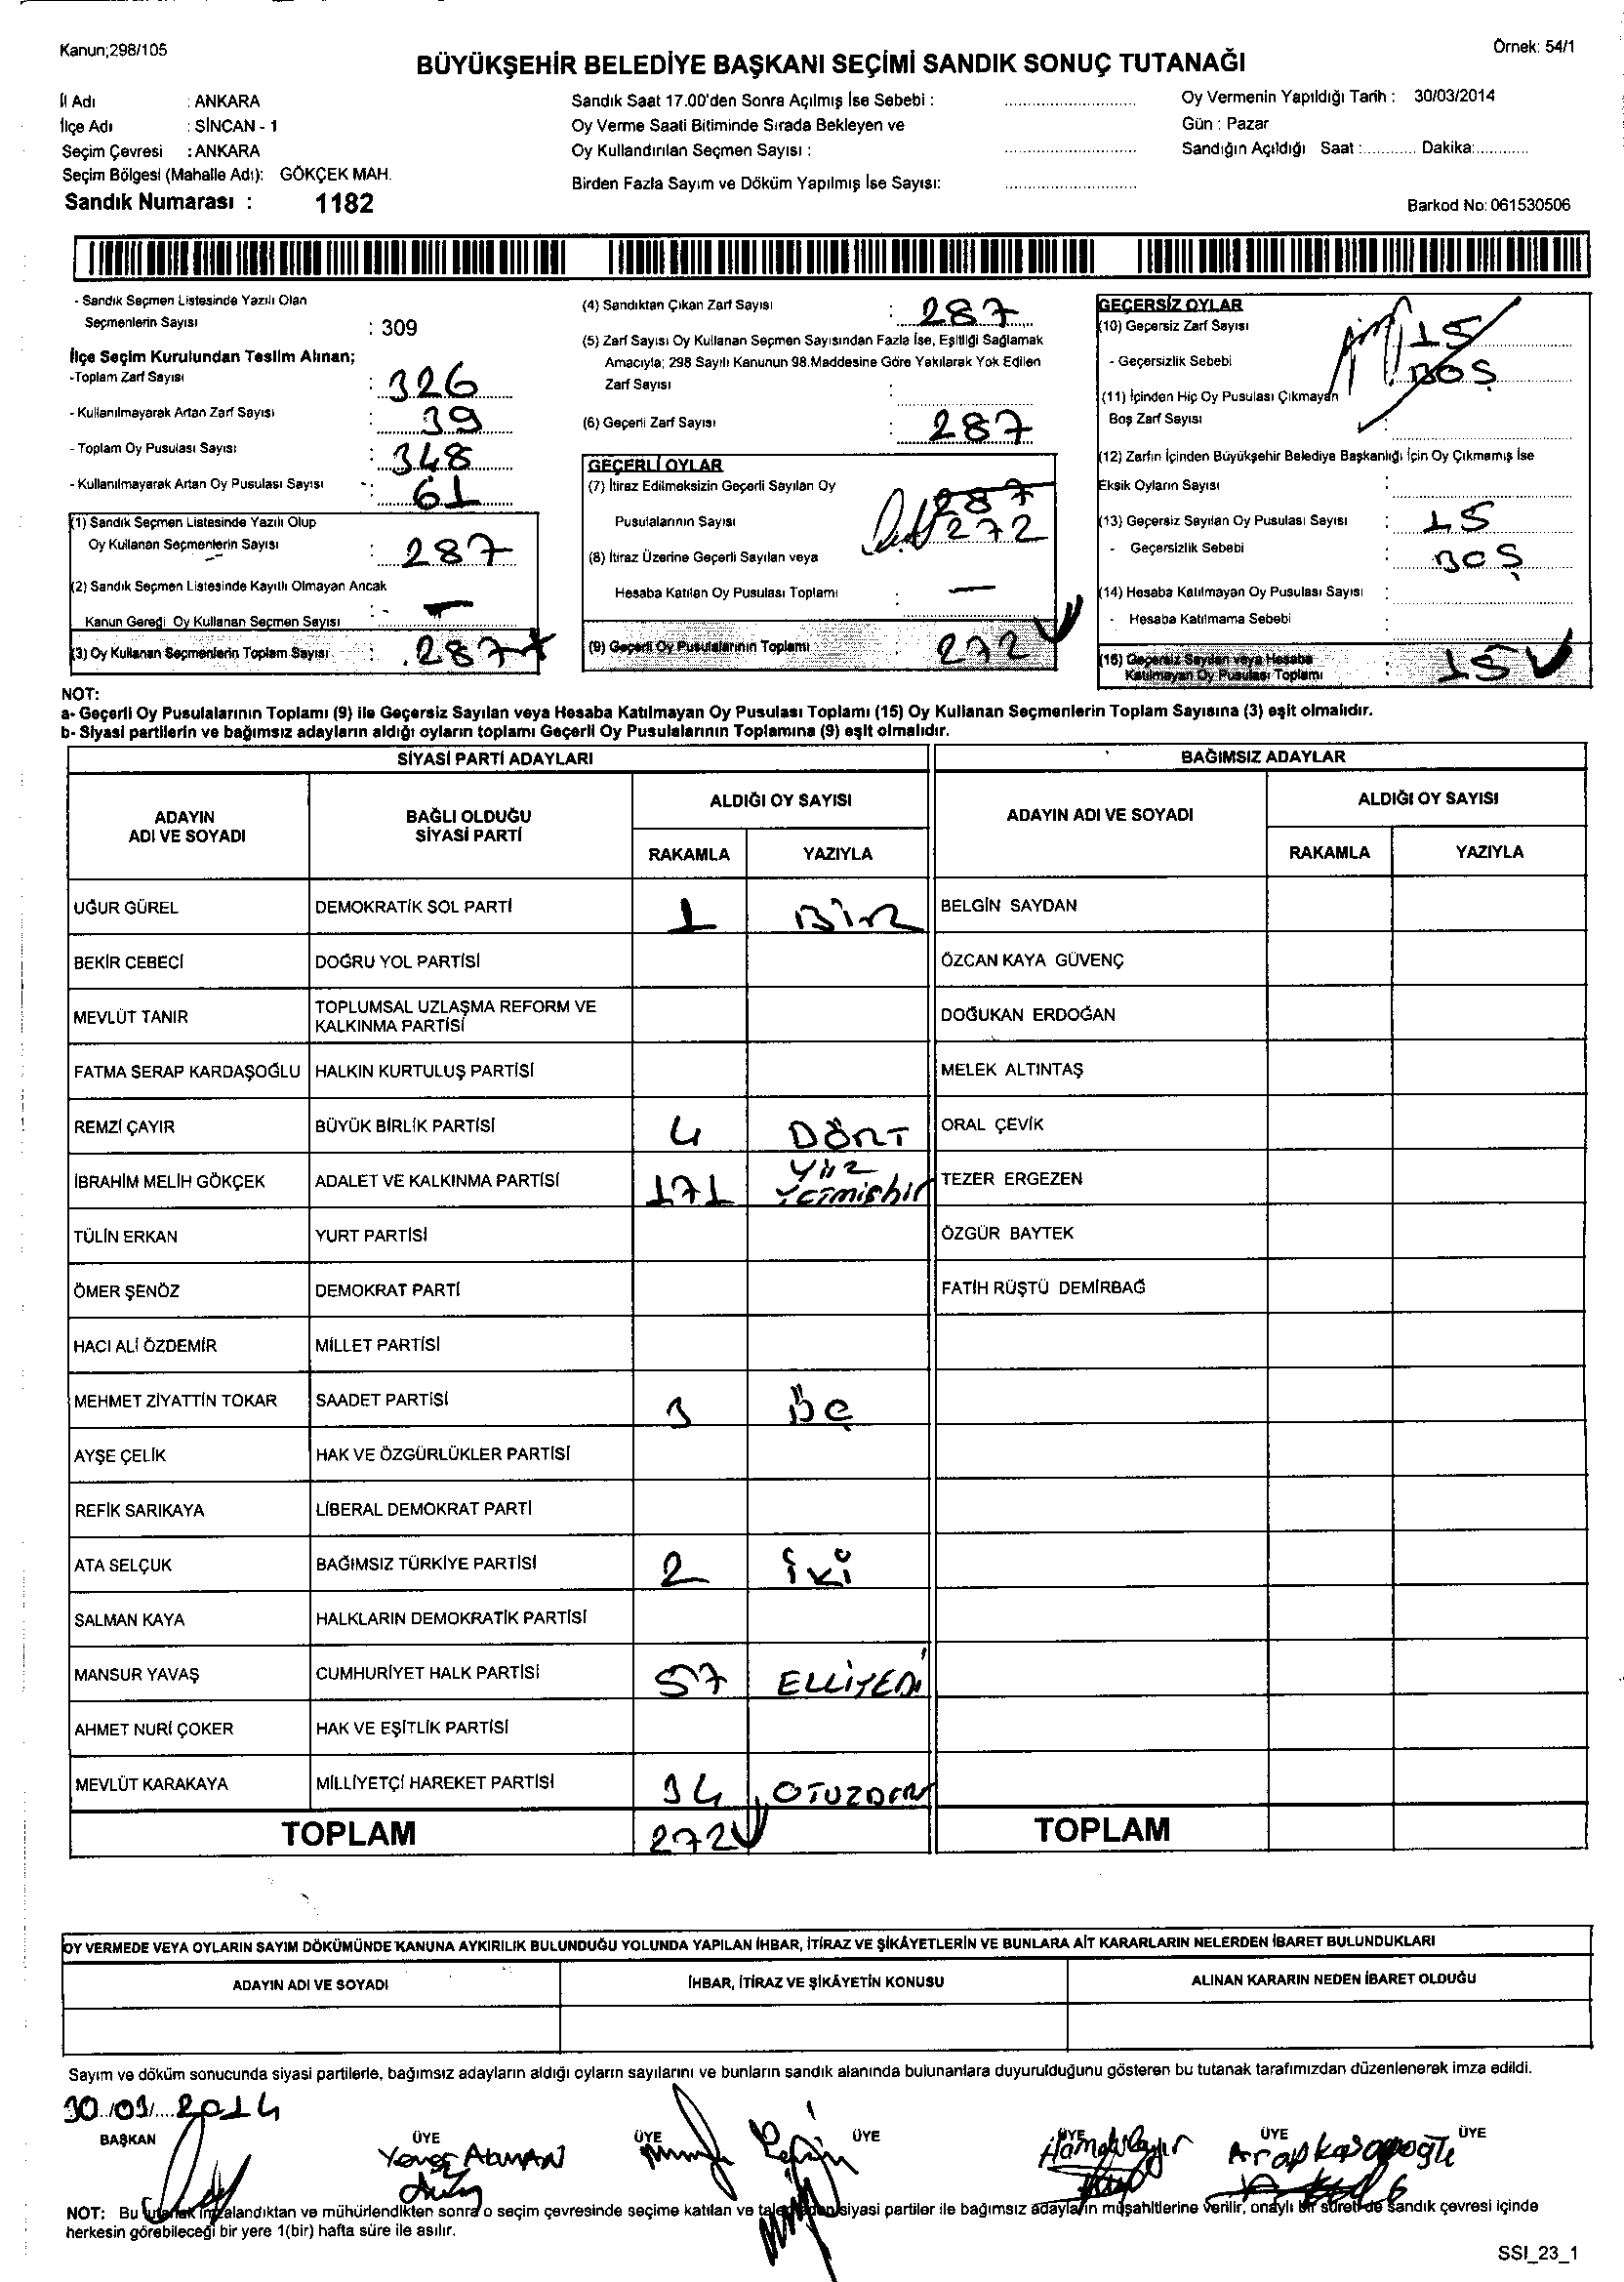 Kanun;298/105
Örnek: 54/1
BÜYÜKŞEHİR BELEDİYE BAŞKANI SEÇİMİ SANDIK SONUÇ TUTANAĞI
İl Adı : ANKARA
İlçe Adı : SİNCAN - 1
Seçim Çevresi : ANKARA
Seçim Bölgesi (Mahalle Adı): GÖKÇEK MAH.
Sandık Numarası : 1182
Sandık Saat 17.00'den Sonra Açılmış İse Sebebi :
Oy Verme Saati Bitiminde Sırada Bekleyen ve
Oy Kullandırılan Seçmen Sayısı :
Birden Fazla Sayım ve Döküm Yapılmış İse Sayısı:
Oy Vermenin Yapıldığı Tarih : 30/03/2014
Gün : Pazar
Sandığın Açıldığı Saat :............ Dakika:............
Barkod No: 061530506
- Sandık Seçmen Listesinde Yazılı Olan
Seçmenlerin Sayısı : 309
İlçe Seçim Kurulundan Teslim Alınan;
-Toplam Zarf Sayısı : 326
- Kullanılmayarak Artan Zarf Sayısı : 39
- Toplam Oy Pusulası Sayısı : 348
- Kullanılmayarak Artan Oy Pusulası Sayısı : 61
(1) Sandık Seçmen Listesinde Yazılı Olup
Oy Kullanan Seçmenlerin Sayısı : 287
(2) Sandık Seçmen Listesinde Kayıtlı Olmayan Ancak
Kanun Gereği Oy Kullanan Seçmen Sayısı : -
(3) Oy Kullanan Seçmenlerin Toplam Sayısı : 287
(4) Sandıktan Çıkan Zarf Sayısı : 287
(5) Zarf Sayısı Oy Kullanan Seçmen Sayısından Fazla İse, Eşitliği Sağlamak
Amacıyla; 298 Sayılı Kanunun 98.Maddesine Göre Yakılarak Yok Edilen
Zarf Sayısı :
(6) Geçerli Zarf Sayısı : 287
GEÇERLİ OYLAR
(7) İtiraz Edilmeksizin Geçerli Sayılan Oy 287
Pusulalarının Sayısı 272
(8) İtiraz Üzerine Geçerli Sayılan veya
Hesaba Katılan Oy Pusulası Toplamı : —
(9) Geçerli Oy Pusulalarının Toplamı : 272
GEÇERSİZ OYLAR
(10) Geçersiz Zarf Sayısı 15
- Geçersizlik Sebebi BOŞ
(11) İçinden Hiç Oy Pusulası Çıkmayan
Boş Zarf Sayısı :
(12) Zarfın İçinden Büyükşehir Belediye Başkanlığı İçin Oy Çıkmamış İse
Eksik Oyların Sayısı :
(13) Geçersiz Sayılan Oy Pusulası Sayısı : 15
- Geçersizlik Sebebi : BOŞ
(14) Hesaba Katılmayan Oy Pusulası Sayısı :
- Hesaba Katılmama Sebebi :
(15) Geçersiz Sayılan veya Hesaba
Katılmayan Oy Pusulası Toplamı : 15
NOT:
a- Geçerli Oy Pusulalarının Toplamı (9) ile Geçersiz Sayılan veya Hesaba Katılmayan Oy Pusulası Toplamı (15) Oy Kullanan Seçmenlerin Toplam Sayısına (3) eşit olmalıdır.
b- Siyasi partilerin ve bağımsız adayların aldığı oyların toplamı Geçerli Oy Pusulalarının Toplamına (9) eşit olmalıdır.
SİYASİ PARTİ ADAYLARI
ADAYIN ADI VE SOYADI
BAĞLI OLDUĞU SİYASİ PARTİ
ALDIĞI OY SAYISI
RAKAMLA YAZIYLA
UĞUR GÜREL DEMOKRATİK SOL PARTİ 1 BİR
BEKİR CEBECİ DOĞRU YOL PARTİSİ
MEVLÜT TANIR TOPLUMSAL UZLAŞMA REFORM VE
KALKINMA PARTİSİ
FATMA SERAP KARDAŞOĞLU HALKIN KURTULUŞ PARTİSİ
REMZİ ÇAYIR BÜYÜK BİRLİK PARTİSİ 4 DÖRT
İBRAHİM MELİH GÖKÇEK ADALET VE KALKINMA PARTİSİ 171 Yüz
Yetmişbir
TÜLİN ERKAN YURT PARTİSİ
ÖMER ŞENÖZ DEMOKRAT PARTİ
HACI ALİ ÖZDEMİR MİLLET PARTİSİ
MEHMET ZİYATTİN TOKAR SAADET PARTİSİ 3 Üç
AYŞE ÇELİK HAK VE ÖZGÜRLÜKLER PARTİSİ
REFİK SARIKAYA LİBERAL DEMOKRAT PARTİ
ATA SELÇUK BAĞIMSIZ TÜRKİYE PARTİSİ 2 İki
SALMAN KAYA HALKLARIN DEMOKRATİK PARTİSİ
MANSUR YAVAŞ CUMHURİYET HALK PARTİSİ 57 ELLİYEDİ
AHMET NURİ ÇOKER HAK VE EŞİTLİK PARTİSİ
MEVLÜT KARAKAYA MİLLİYETÇİ HAREKET PARTİSİ 34
TOPLAM 272
BAĞIMSIZ ADAYLAR
ADAYIN ADI VE SOYADI
ALDIĞI OY SAYISI
RAKAMLA YAZIYLA
BELGİN SAYDAN
ÖZCAN KAYA GÜVENÇ
DOĞUKAN ERDOĞAN
MELEK ALTINTAŞ
ORAL ÇEVİK
TEZER ERGEZEN
ÖZGÜR BAYTEK
FATİH RÜŞTÜ DEMİRBAĞ
TOPLAM
OY VERMEDE VEYA OYLARIN SAYIM DÖKÜMÜNDE KANUNA AYKIRILIK BULUNDUĞU YOLUNDA YAPILAN İHBAR, İTİRAZ VE ŞİKÂYETLERİN VE BUNLARA AİT KARARLARIN NELERDEN İBARET BULUNDUKLARI
ADAYIN ADI VE SOYADI İHBAR, İTİRAZ VE ŞİKÂYETİN KONUSU ALINAN KARARIN NEDEN İBARET OLDUĞU
Sayım ve döküm sonucunda siyasi partilerle, bağımsız adayların aldığı oyların sayılarını ve bunların sandık alanında bulunanlara duyurulduğunu gösteren bu tutanak tarafımızdan düzenlenerek imza edildi.
30/03/2014
BAŞKAN ÜYE ÜYE ÜYE ÜYE ÜYE ÜYE
NOT: Bu tutanak imzalandıktan ve mühürlendikten sonra o seçim çevresinde seçime katılan ve talep eden siyasi partiler ile bağımsız adayların müşahitlerine verilir, onaylı bir sureti de sandık çevresi içinde
herkesin görebileceği bir yere 1(bir) hafta süre ile asılır.
SSI_23_1